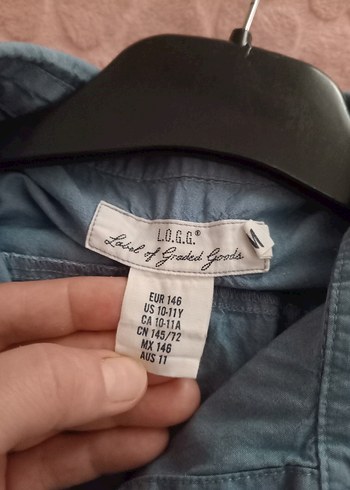 L.O.G.G.®
Label of Graded Goods
EUR 146
US 10-11Y
CA 10-11A
CN 145/72
MX 146
AUS 11